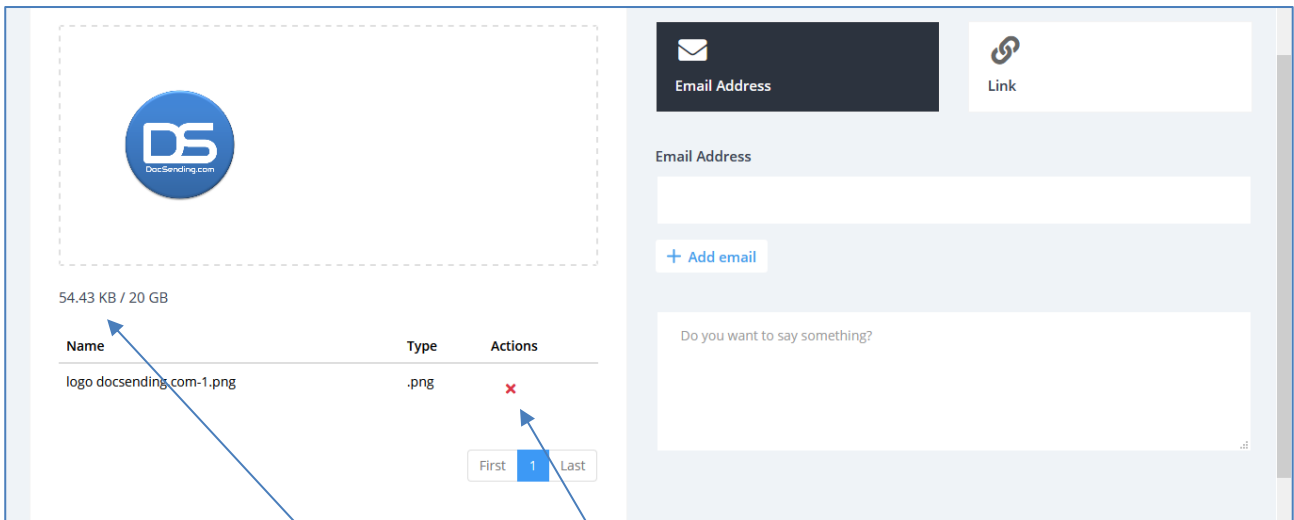 DS
DocSending.com
54.43 KB / 20 GB
Name Type Actions
logo docsending.com-1.png .png
First 1 Last
Email Address
Link
Email Address
+ Add email
Do you want to say something?